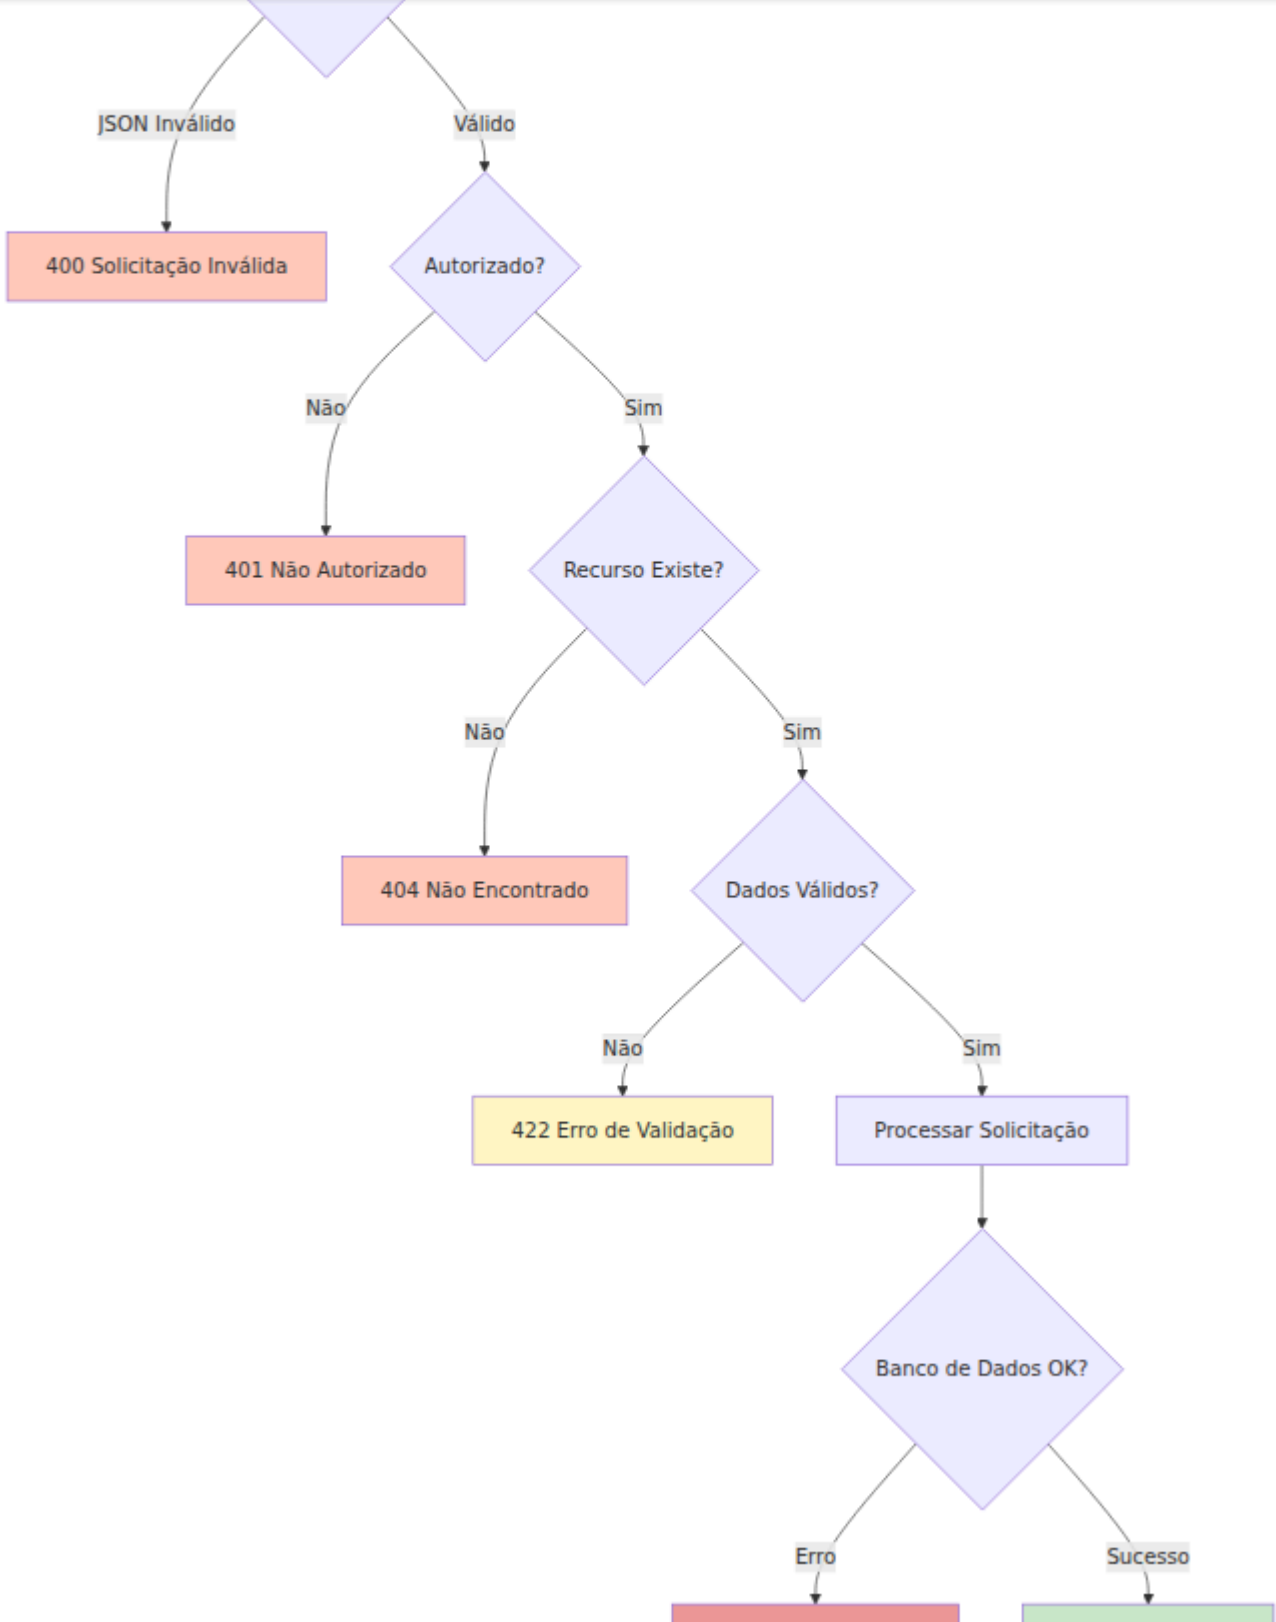 JSON Inválido
Válido
400 Solicitação Inválida
Autorizado?
Não
Sim
401 Não Autorizado
Recurso Existe?
Não
Sim
404 Não Encontrado
Dados Válidos?
Não
Sim
422 Erro de Validação
Processar Solicitação
Banco de Dados OK?
Erro
Sucesso